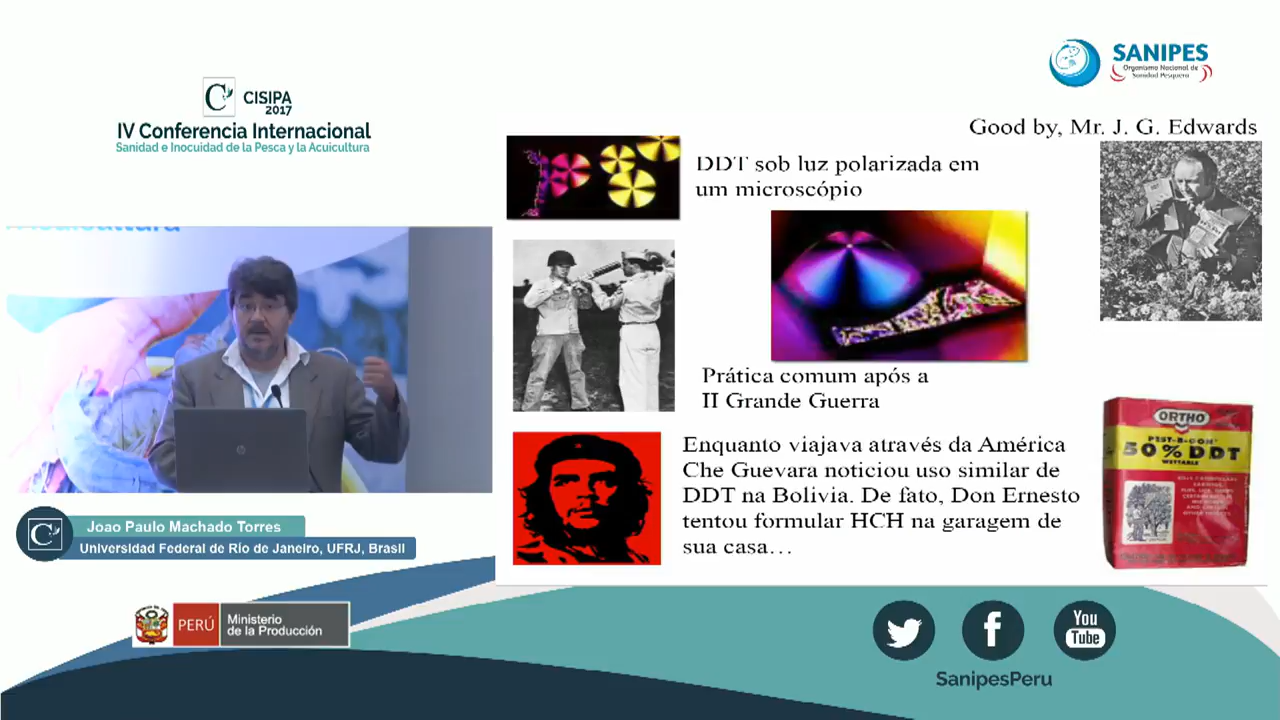 CISIPA
2017
IV Conferencia Internacional
Sanidad e Inocuidad de la Pesca y la Acuicultura
SANIPES
Organismo Nacional de
Sanidad Pesquera
Good by, Mr. J. G. Edwards
DDT sob luz polarizada em
um microscópio
Prática comum após a
II Grande Guerra
Enquanto viajava através da América
Che Guevara noticiou uso similar de
DDT na Bolivia. De fato, Don Ernesto
tentou formular HCH na garagem de
sua casa…
ORTHO
PEST-B-GON
50% DDT
WETTABLE
Joao Paulo Machado Torres
Universidad Federal de Río de Janeiro, UFRJ, Brasil
PERÚ
Ministerio
de la Producción
You
Tube
SanipesPeru